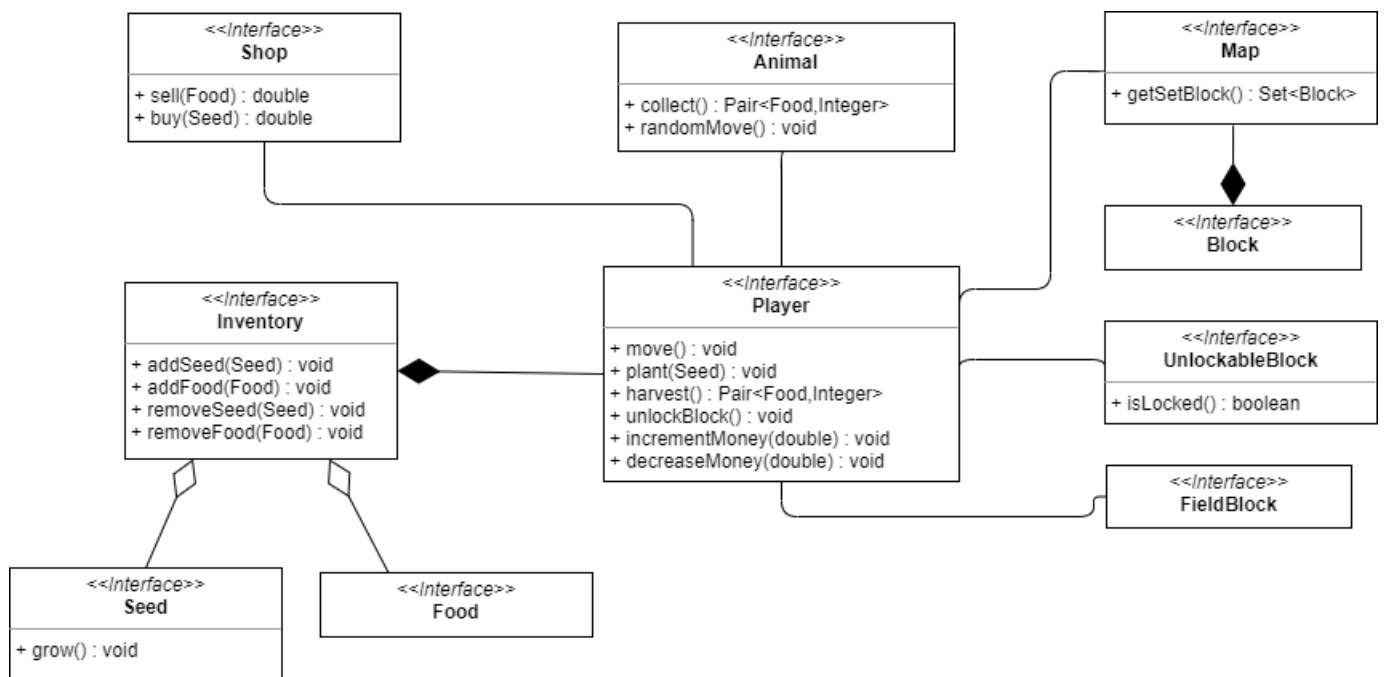 <<Interface>>
Shop
+ sell(Food) : double
+ buy(Seed) : double
<<Interface>>
Animal
+ collect() : Pair<Food,Integer>
+ randomMove() : void
<<Interface>>
Map
+ getSetBlock() : Set<Block>
<<Interface>>
Block
<<Interface>>
Inventory
+ addSeed(Seed) : void
+ addFood(Food) : void
+ removeSeed(Seed) : void
+ removeFood(Food) : void
<<Interface>>
Player
+ move() : void
+ plant(Seed) : void
+ harvest() : Pair<Food,Integer>
+ unlockBlock() : void
+ incrementMoney(double) : void
+ decreaseMoney(double) : void
<<Interface>>
UnlockableBlock
+ isLocked() : boolean
<<Interface>>
FieldBlock
<<Interface>>
Seed
+ grow() : void
<<Interface>>
Food